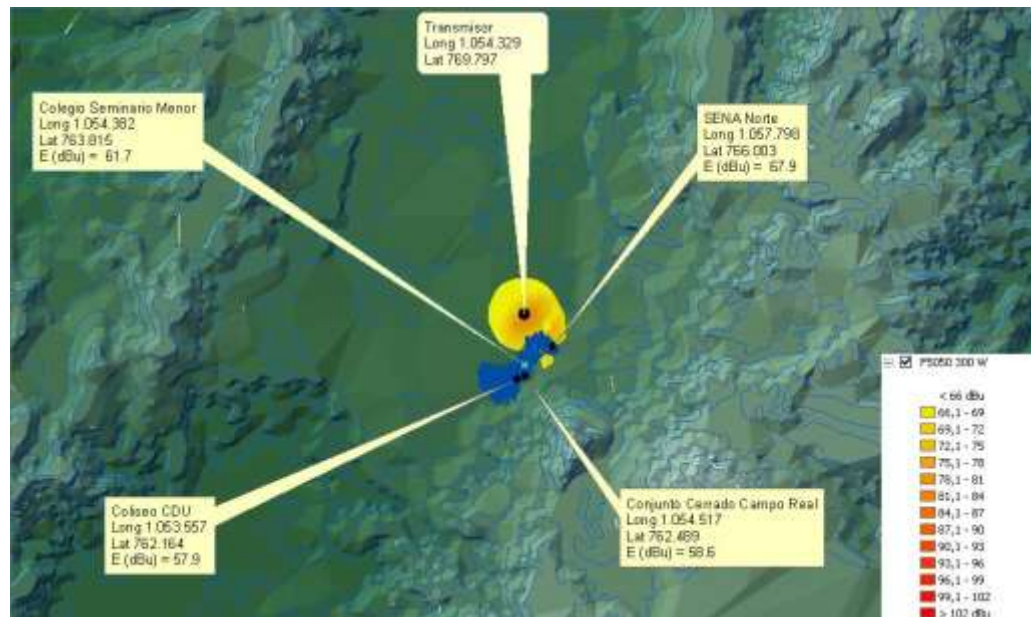 Transmisor
Long 1.054.329
Lat 769.797
Colegio Seminario Menor
Long 1.054.382
Lat 763.815
E (dBu) = 61.7
SENA Norte
Long 1.057.798
Lat 766.003
E (dBu) = 67.9
Coliseo CDU
Long 1.053.557
Lat 762.164
E (dBu) = 57.9
Conjunto Cerrado Campo Real
Long 1.054.517
Lat 762.489
E (dBu) = 58.6
P5050 300 W
< 66 dBu
66,1 - 69
69,1 - 72
72,1 - 75
75,1 - 78
78,1 - 81
81,1 - 84
84,1 - 87
87,1 - 90
90,1 - 93
93,1 - 96
96,1 - 99
99,1 - 102
> 102 dBu